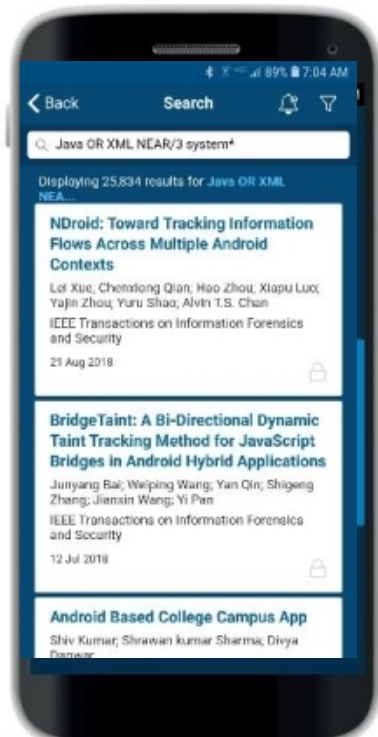 89% 7:04 AM
Back Search
Java OR XML NEAR/3 system*
Displaying 25,834 results for Java OR XML
NEA...
NDroid: Toward Tracking Information
Flows Across Multiple Android
Contexts
Lei Xue; Chenxiong Qian; Hao Zhou; Xiapu Luo;
Yajin Zhou; Yuru Shao; Alvin T.S. Chan
IEEE Transactions on Information Forensics
and Security
21 Aug 2018
BridgeTaint: A Bi-Directional Dynamic
Taint Tracking Method for JavaScript
Bridges in Android Hybrid Applications
Junyang Bai; Weiping Wang; Yan Qin; Shigeng
Zhang; Jianxin Wang; Yi Pan
IEEE Transactions on Information Forensics
and Security
12 Jul 2018
Android Based College Campus App
Shiv Kumar; Shrawan kumar Sharma; Divya